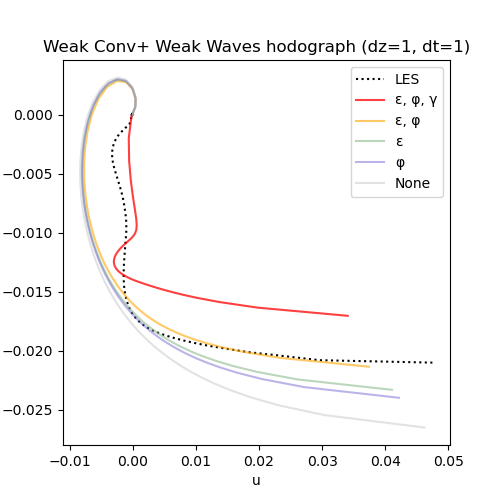 Weak Conv+ Weak Waves hodograph (dz=1, dt=1)
LES
ε, φ, γ
ε, φ
ε
φ
None
0.000
−0.005
−0.010
−0.015
−0.020
−0.025
−0.01 0.00 0.01 0.02 0.03 0.04 0.05
u